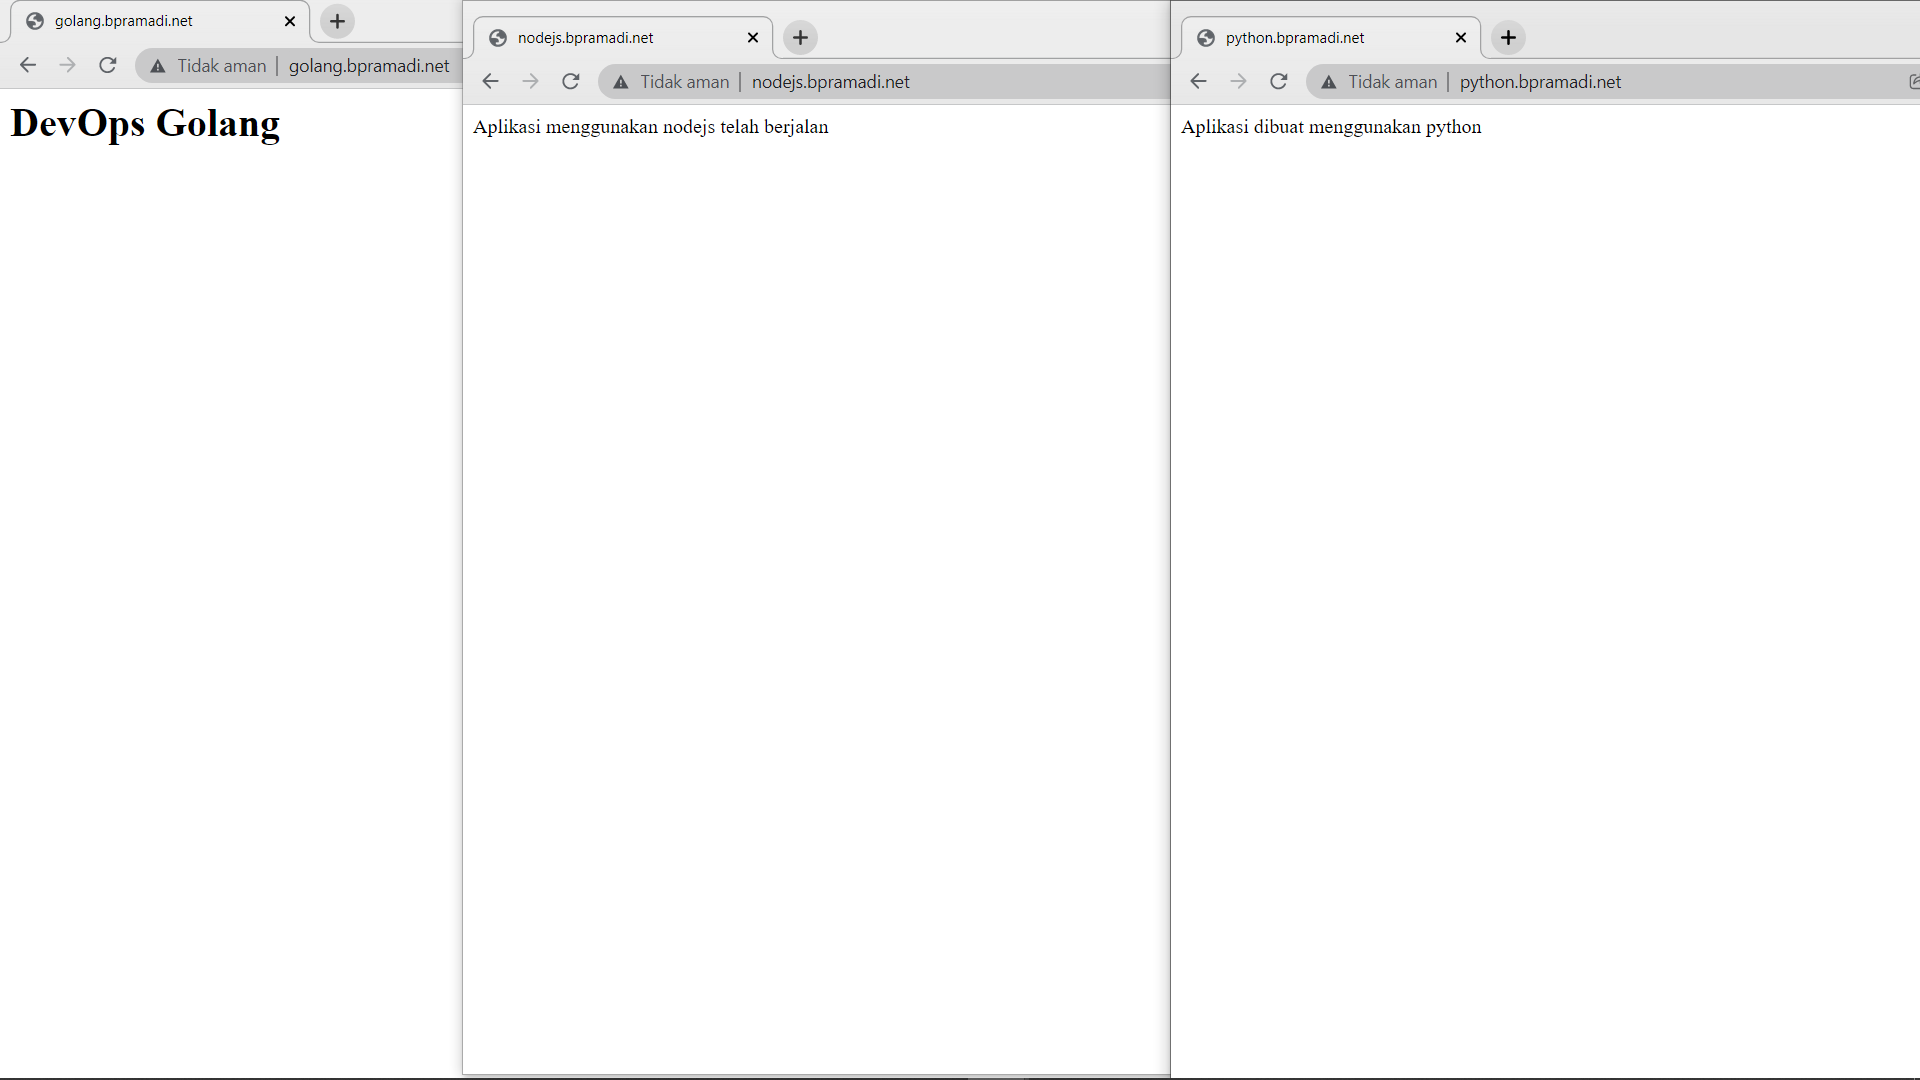 golang.bpramadi.net
Tidak aman | golang.bpramadi.net
DevOps Golang
nodejs.bpramadi.net
Tidak aman | nodejs.bpramadi.net
Aplikasi menggunakan nodejs telah berjalan
python.bpramadi.net
Tidak aman | python.bpramadi.net
Aplikasi dibuat menggunakan python